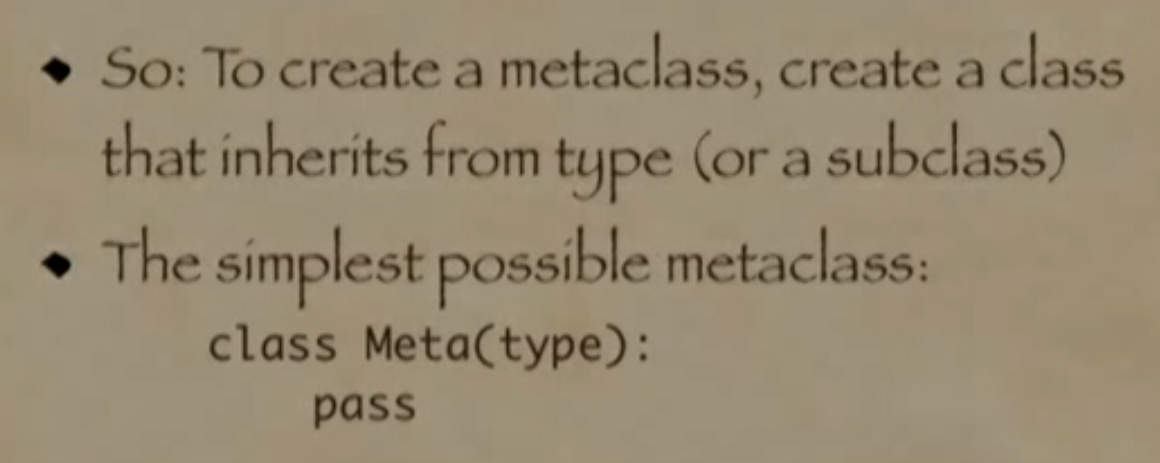 So: To create a metaclass, create a class
that inherits from type (or a subclass)
The simplest possible metaclass:
class Meta(type):
pass